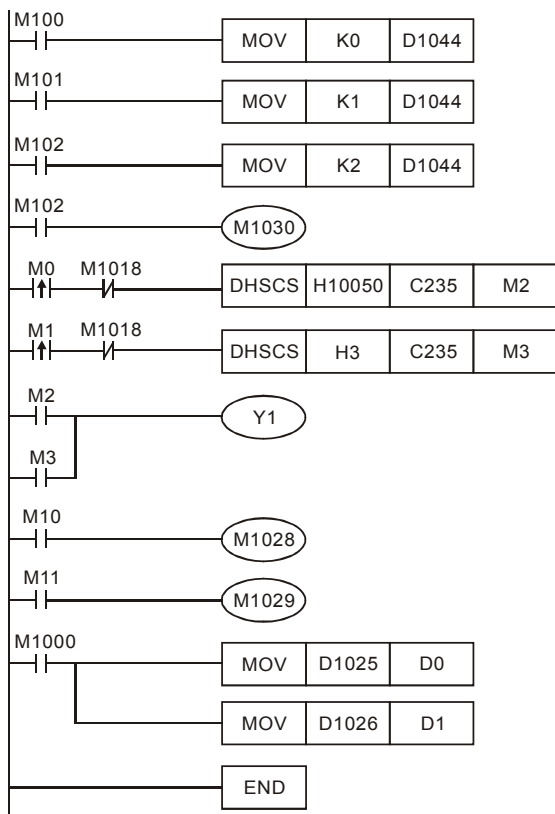 M100
MOV K0 D1044
M101
MOV K1 D1044
M102
MOV K2 D1044
M102
M1030
M0 M1018
DHSCS H10050 C235 M2
M1 M1018
DHSCS H3 C235 M3
M2
Y1
M3
M10
M1028
M11
M1029
M1000
MOV D1025 D0
MOV D1026 D1
END